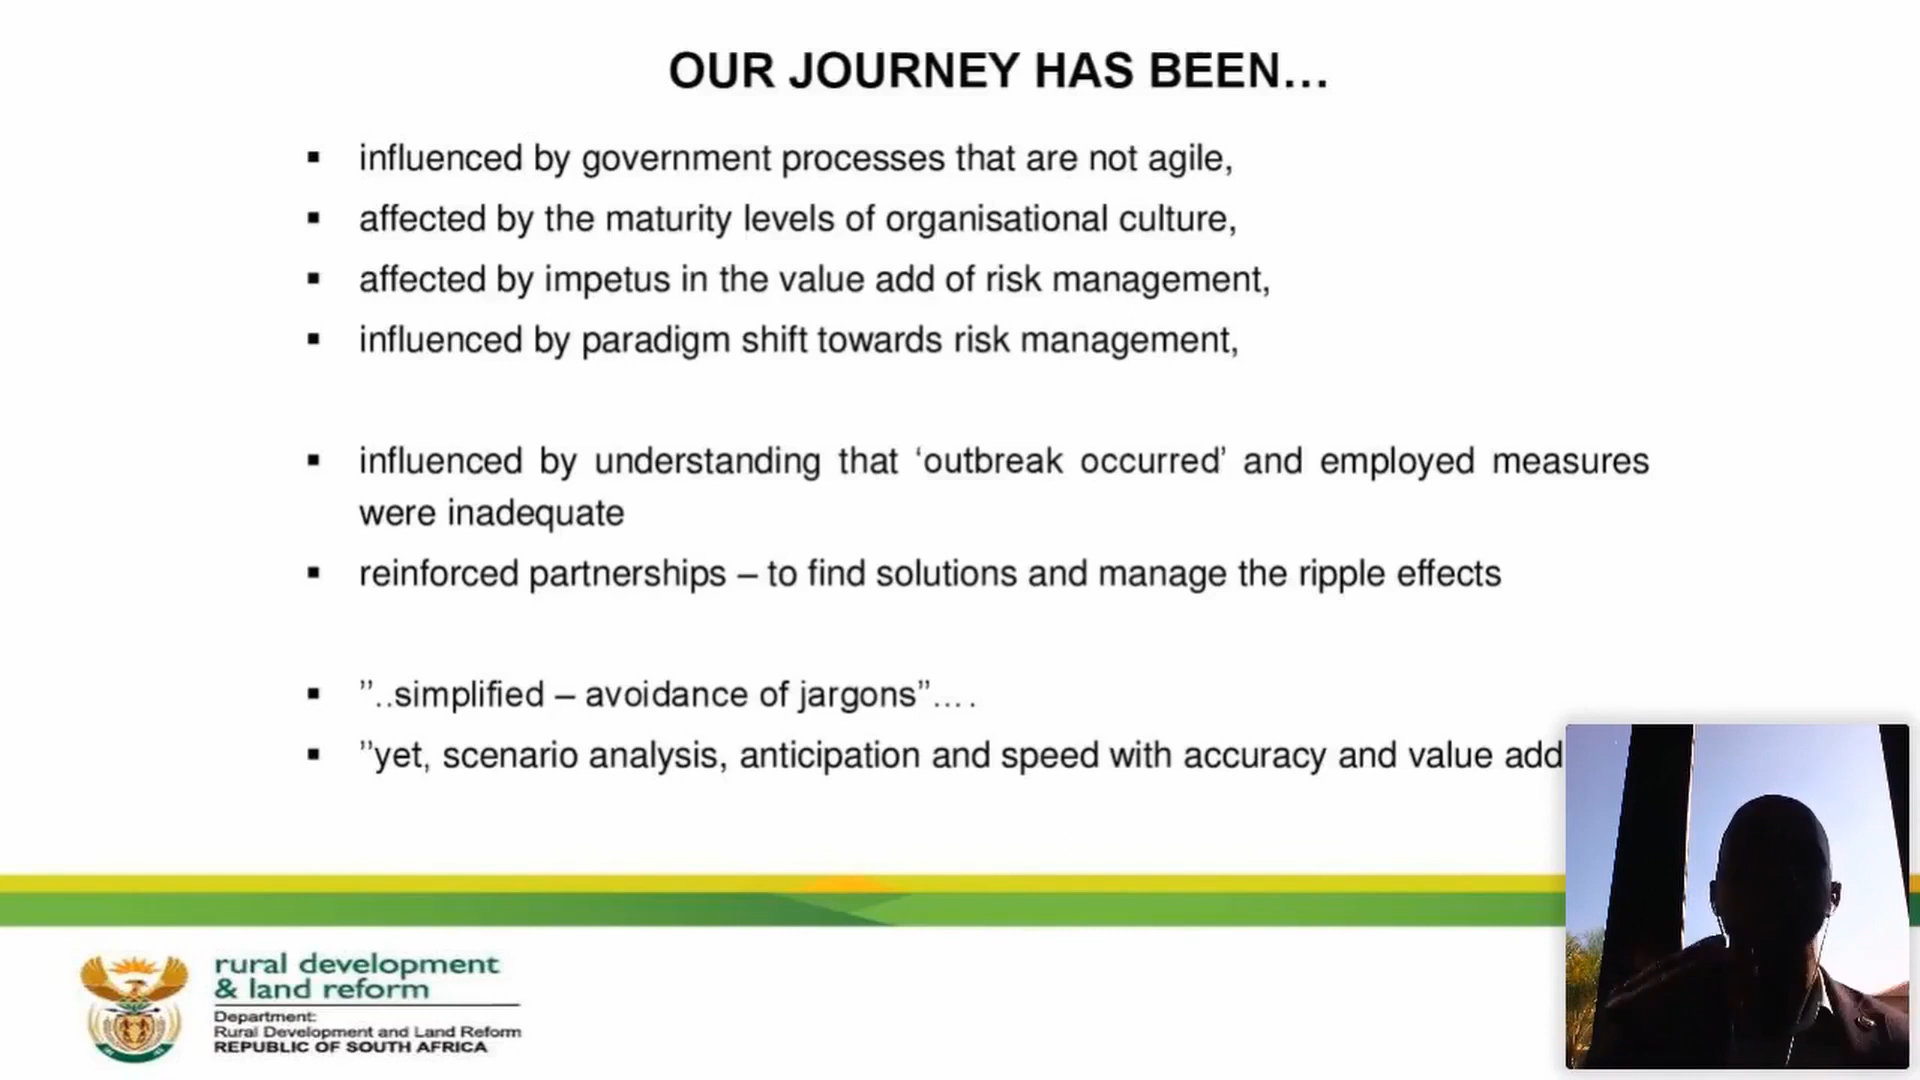 OUR JOURNEY HAS BEEN…
▪ influenced by government processes that are not agile,
▪ affected by the maturity levels of organisational culture,
▪ affected by impetus in the value add of risk management,
▪ influenced by paradigm shift towards risk management,
▪ influenced by understanding that ‘outbreak occurred’ and employed measures
were inadequate
▪ reinforced partnerships – to find solutions and manage the ripple effects
▪ ”..simplified – avoidance of jargons”….
▪ ”yet, scenario analysis, anticipation and speed with accuracy and value add
rural development
& land reform
Department:
Rural Development and Land Reform
REPUBLIC OF SOUTH AFRICA